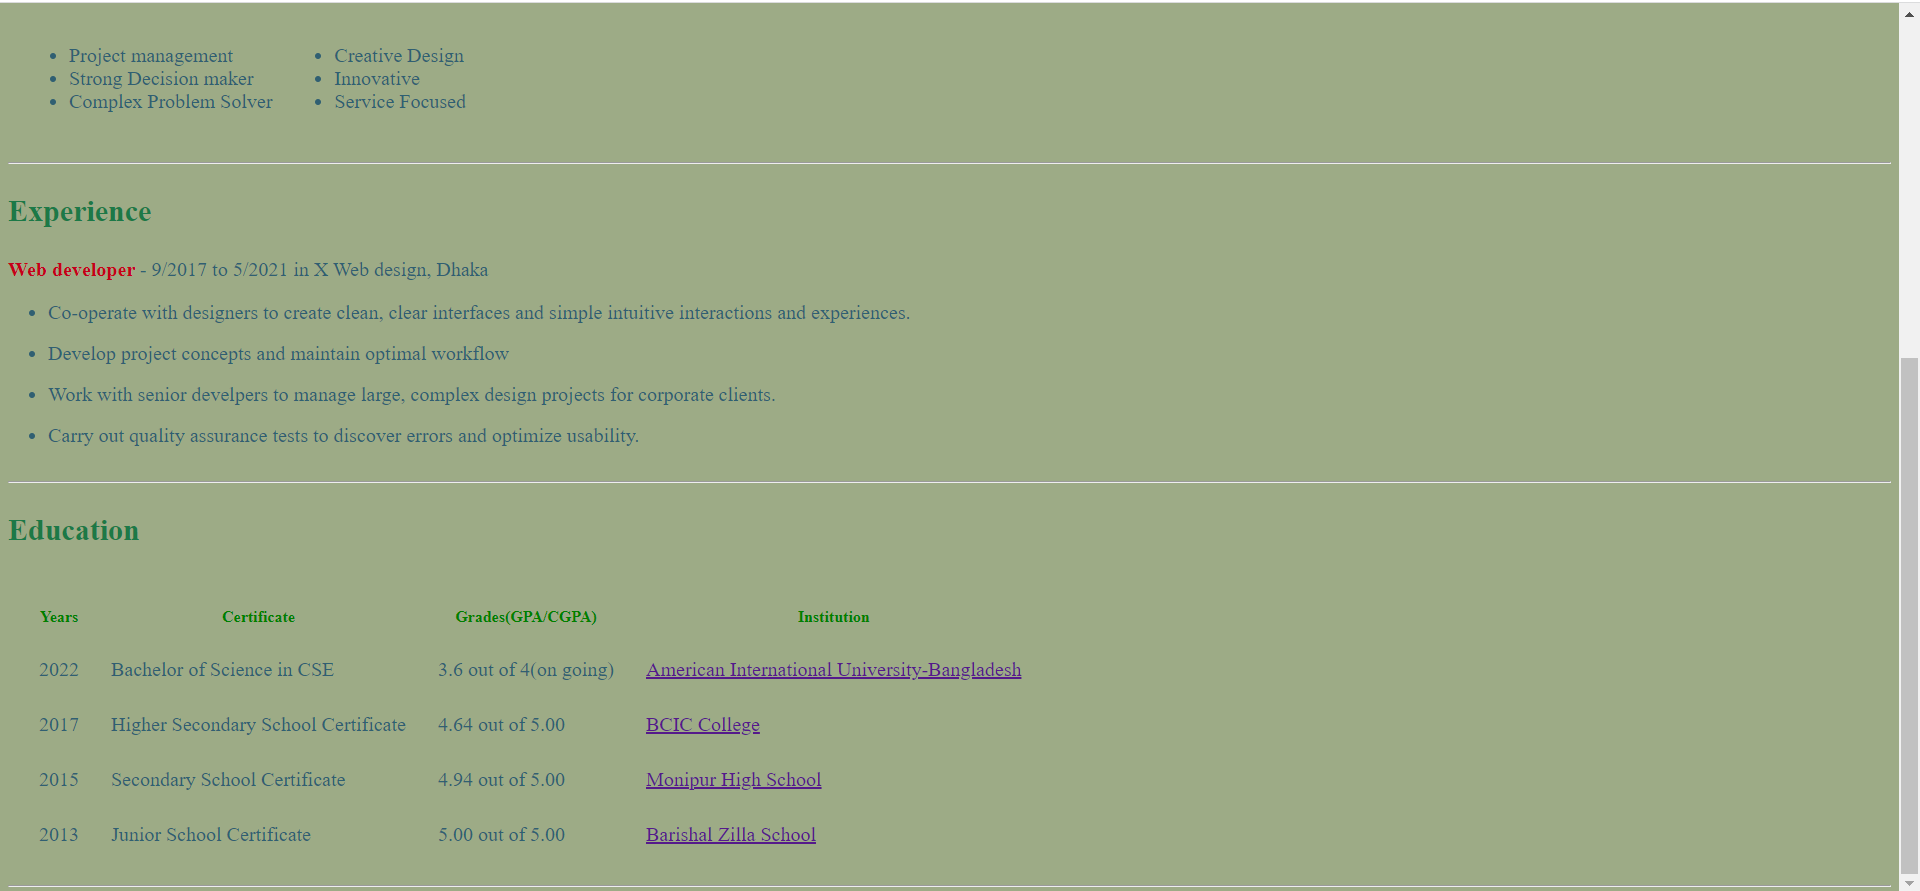 Project management
Strong Decision maker
Complex Problem Solver
Creative Design
Innovative
Service Focused
Experience
Web developer - 9/2017 to 5/2021 in X Web design, Dhaka
Co-operate with designers to create clean, clear interfaces and simple intuitive interactions and experiences.
Develop project concepts and maintain optimal workflow
Work with senior develpers to manage large, complex design projects for corporate clients.
Carry out quality assurance tests to discover errors and optimize usability.
Education
Years Certificate Grades(GPA/CGPA) Institution
2022 Bachelor of Science in CSE 3.6 out of 4(on going) American International University-Bangladesh
2017 Higher Secondary School Certificate 4.64 out of 5.00 BCIC College
2015 Secondary School Certificate 4.94 out of 5.00 Monipur High School
2013 Junior School Certificate 5.00 out of 5.00 Barishal Zilla School